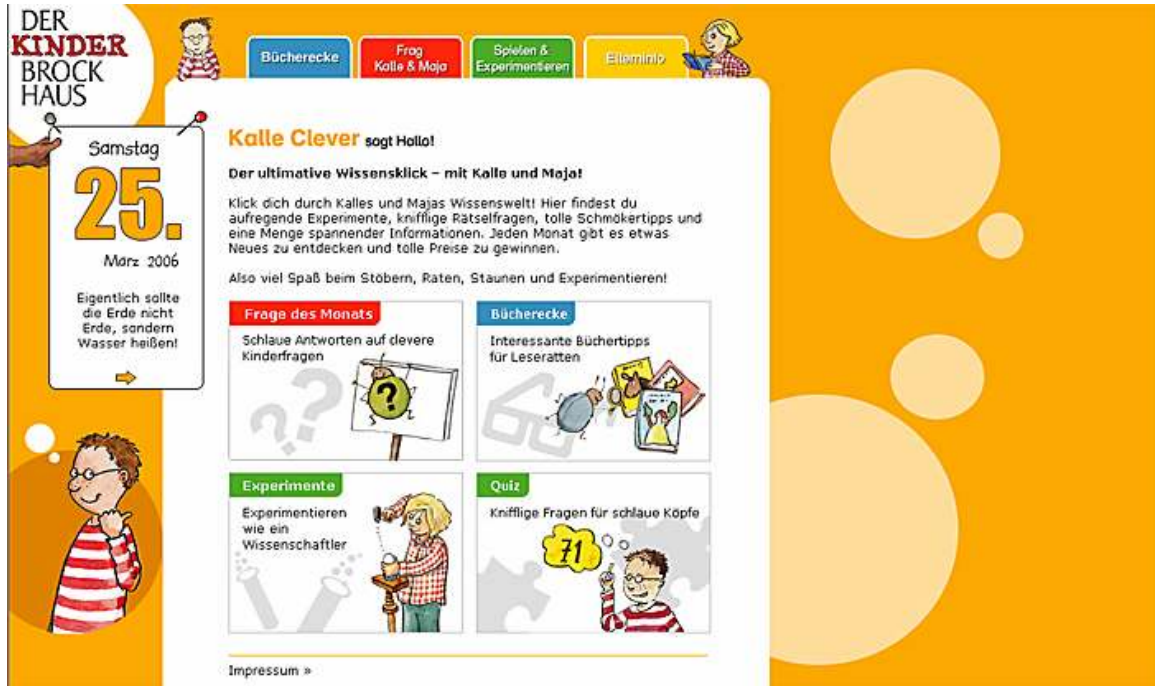 DER
KINDER
BROCK
HAUS
Bücherecke
Frag
Kalle & Maja
Spielen &
Experimentieren
Samstag
25.
März 2006
Eigentlich sollte
die Erde nicht
Erde, sondern
Wasser heißen!
Kalle Clever sagt Hallo!
Der ultimative Wissensklick – mit Kalle und Maja!
Klick dich durch Kalles und Majas Wissenswelt! Hier findest du
aufregende Experimente, knifflige Rätselfragen, tolle Schmökertipps und
eine Menge spannender Informationen. Jeden Monat gibt es etwas
Neues zu entdecken und tolle Preise zu gewinnen.
Also viel Spaß beim Stöbern, Raten, Staunen und Experimentieren!
Frage des Monats
Schlaue Antworten auf clevere
Kinderfragen
?
Bücherecke
Interessante Büchertipps
für Leseratten
Experimente
Experimentieren
wie ein
Wissenschaftler
Quiz
Knifflige Fragen für schlaue Köpfe
71
Impressum »